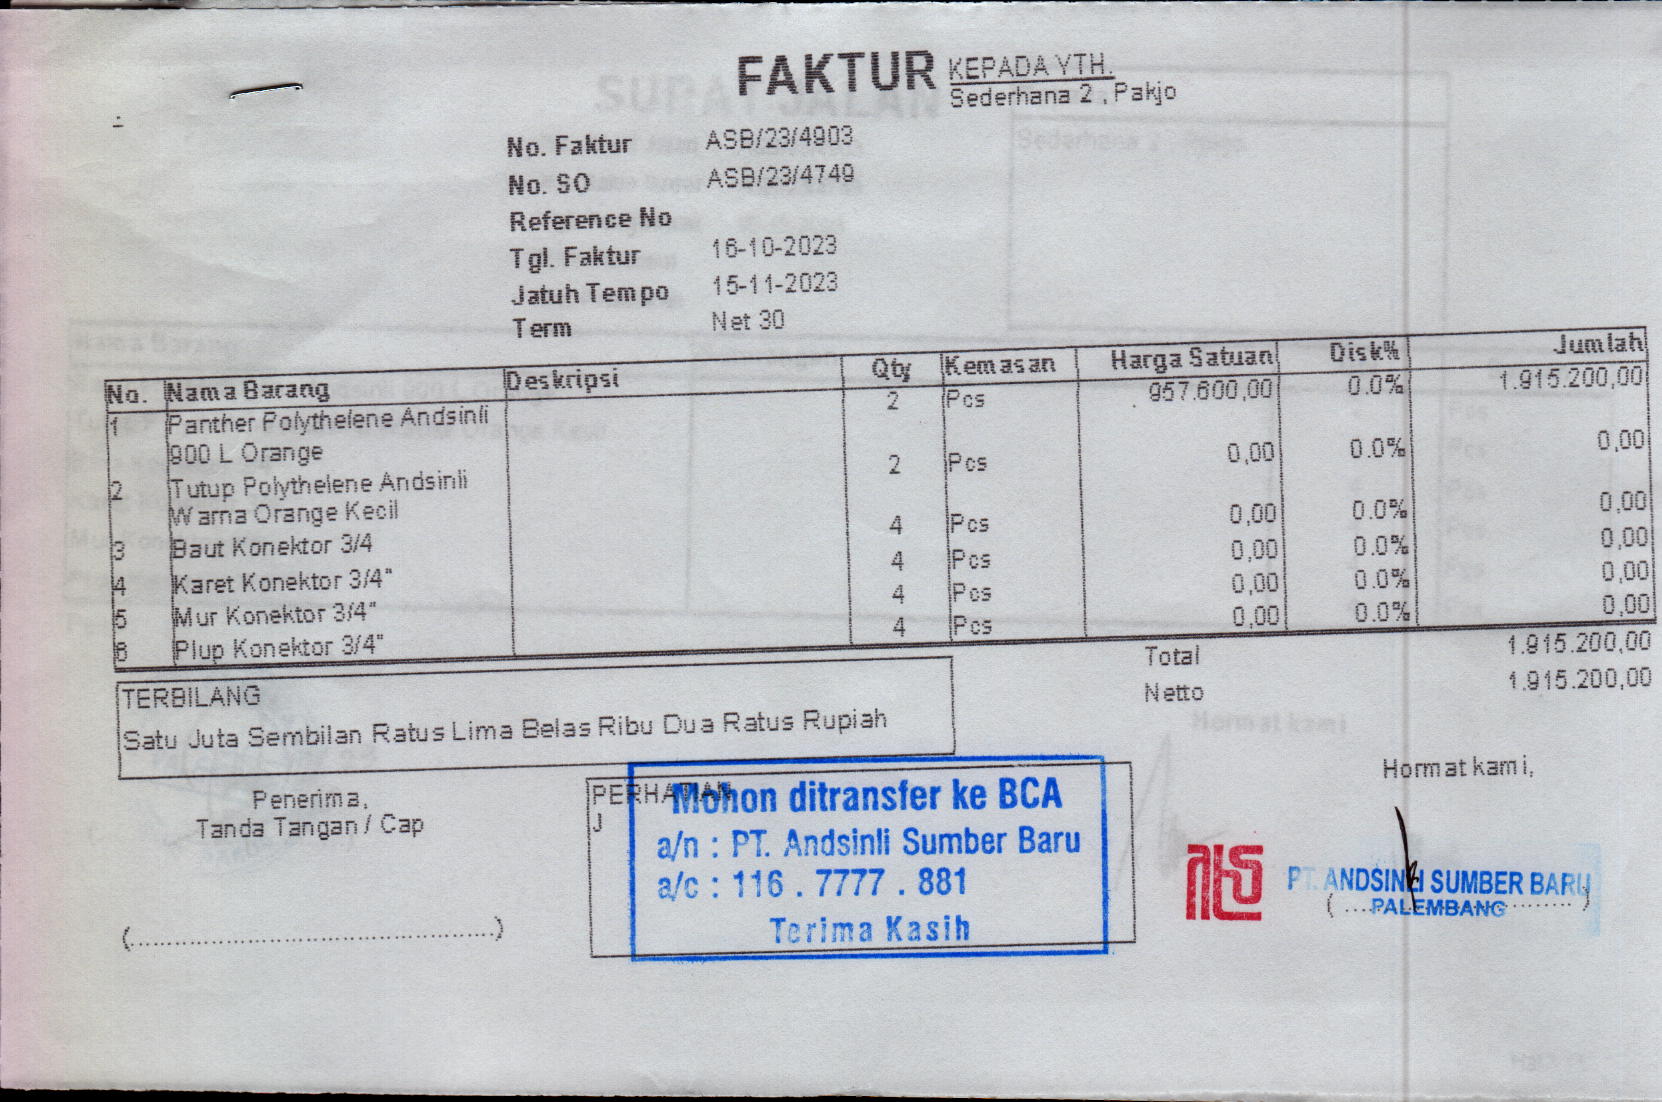 FAKTUR
KEPADA YTH.
Sederhana 2 , Pakjo
No. Faktur ASB/23/4903
No. SO ASB/23/4749
Reference No
Tgl. Faktur 16-10-2023
Jatuh Tempo 15-11-2023
Term Net 30
No. Nama Barang Deskripsi Qty Kemasan Harga Satuan Disk% Jumlah
1 Panther Polythelene Andsinli 2 Pcs 957.600,00 0.0% 1.915.200,00
900 L Orange
2 Tutup Polythelene Andsinli 2 Pcs 0,00 0.0% 0,00
Warna Orange Kecil
3 Baut Konektor 3/4 4 Pcs 0,00 0.0% 0,00
4 Karet Konektor 3/4" 4 Pcs 0,00 0.0% 0,00
5 Mur Konektor 3/4" 4 Pcs 0,00 0.0% 0,00
6 Plup Konektor 3/4" 4 Pcs 0,00 0.0% 0,00
Total 1.915.200,00
Netto 1.915.200,00
TERBILANG
Satu Juta Sembilan Ratus Lima Belas Ribu Dua Ratus Rupiah
Penerima,
Tanda Tangan / Cap
(................................................)
PERHATIAN
J
Mohon ditransfer ke BCA
a/n : PT. Andsinli Sumber Baru
a/c : 116 . 7777 . 881
Terima Kasih
Hormat kami,
PT. ANDSINLI SUMBER BARU
PALEMBANG